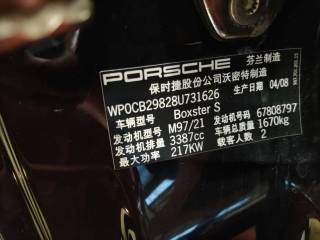 PORSCHE 芬兰制造
保时捷股份公司沃密特制造
WP0CB29828U731626 生产日期 04/08
车辆型号 Boxster S
发动机型号 M97/21 发动机号码 67808797
发动机排量 3387cc 车辆总质量 1670kg
最大功率 217KW 载客人数 2